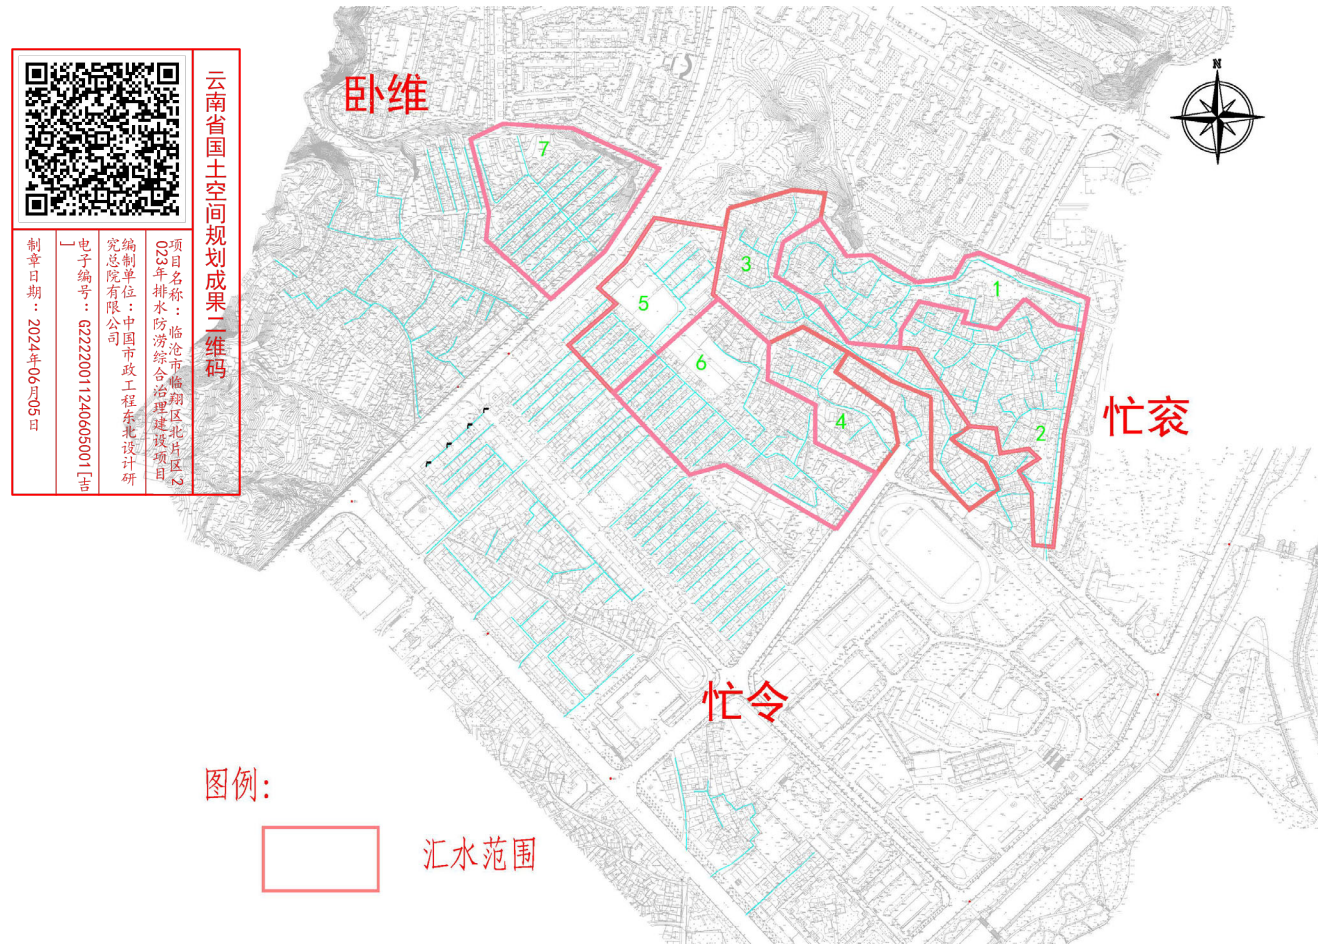 N
卧维
云南省国土空间规划成果二维码
项目名称：临沧市临翔区北片区2
023年排水防涝综合治理建设项目
编制单位：中国市政工程东北设计研
究总院有限公司
电子编号：G22220011240605001[吉
]
制章日期：2024年06月05日
7
3
1
5
6
4
2
忙衮
忙令
图例：
汇水范围